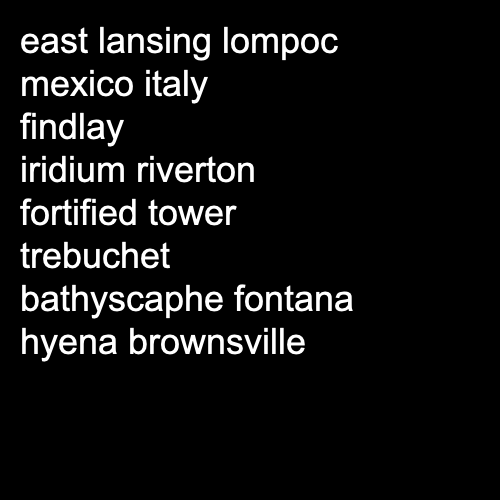 east lansing lompoc
mexico italy
findlay
iridium riverton
fortified tower
trebuchet
bathyscaphe fontana
hyena brownsville